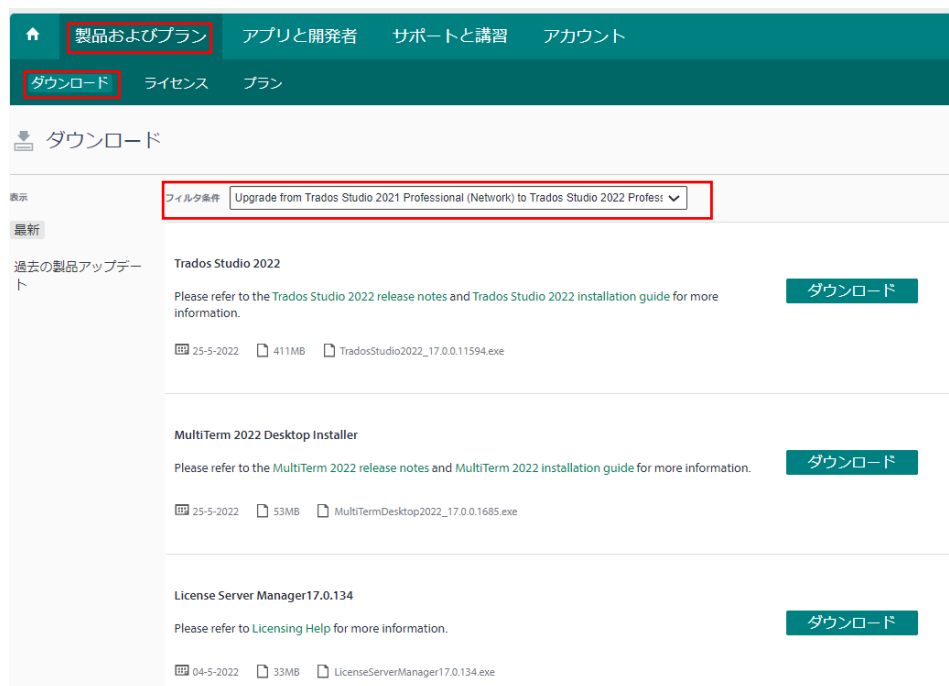 製品およびプラン アプリと開発者 サポートと講習 アカウント
ダウンロード ライセンス プラン
ダウンロード
表示
最新
過去の製品アップデー
ト
フィルタ条件 Upgrade from Trados Studio 2021 Professional (Network) to Trados Studio 2022 Profess
Trados Studio 2022
Please refer to the Trados Studio 2022 release notes and Trados Studio 2022 installation guide for more
information.
ダウンロード
25-5-2022 411MB TradosStudio2022_17.0.0.11594.exe
MultiTerm 2022 Desktop Installer
Please refer to the MultiTerm 2022 release notes and MultiTerm 2022 installation guide for more information.
ダウンロード
25-5-2022 53MB MultiTermDesktop2022_17.0.0.1685.exe
License Server Manager17.0.134
Please refer to Licensing Help for more information.
ダウンロード
04-5-2022 33MB LicenseServerManager17.0.134.exe